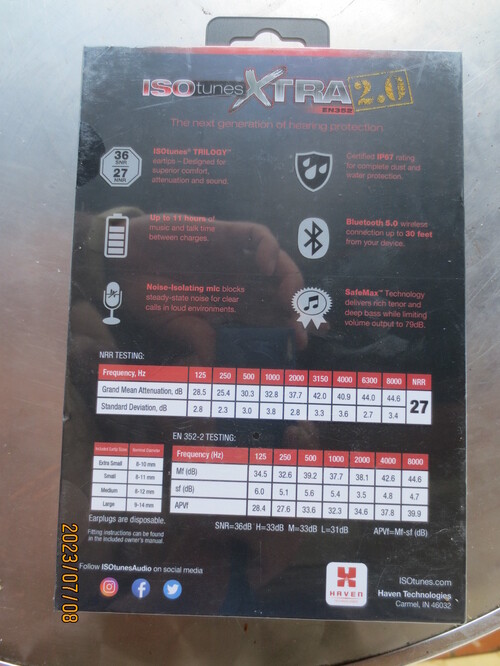 ISOtunes XTRA 2.0
EN352
The next generation of hearing protection
36
SNR
27
NRR
ISOtunes® TRILOGY™
eartips – Designed for
superior comfort,
attenuation and sound.
Certified IP67 rating
for complete dust and
water protection.
Up to 11 hours of
music and talk time
between charges.
Bluetooth 5.0 wireless
connection up to 30 feet
from your device.
Noise-isolating mic blocks
steady-state noise for clear
calls in loud environments.
SafeMax™ Technology
delivers rich tenor and
deep bass while limiting
volume output to 79dB.
NRR TESTING:
Frequency, Hz 125 250 500 1000 2000 3150 4000 6300 8000 NRR
Grand Mean Attenuation, dB 28.5 25.4 30.3 32.8 37.7 42.0 40.9 44.0 44.6 27
Standard Deviation, dB 2.8 2.3 3.0 3.8 2.8 3.3 3.6 2.7 3.4
EN 352-2 TESTING:
Frequency (Hz) 125 250 500 1000 2000 4000 8000
Mf (dB) 34.5 32.6 39.2 37.7 38.1 42.6 44.6
sf (dB) 6.0 5.1 5.6 5.4 3.5 4.8 4.7
APVf 28.4 27.6 33.6 32.3 34.6 37.8 39.9
SNR=36dB H=33dB M=33dB L=31dB APVf=Mf-sf (dB)
Includes Eartip Sizes Nominal Diameter
Extra Small 8-10 mm
Small 8-11 mm
Medium 8-12 mm
Large 9-14 mm
Earplugs are disposable.
Fitting instructions can be found
in the included owner's manual.
Follow ISOtunesAudio on social media
HAVEN
ISOtunes.com
Haven Technologies
Carmel, IN 46032
2023/07/08